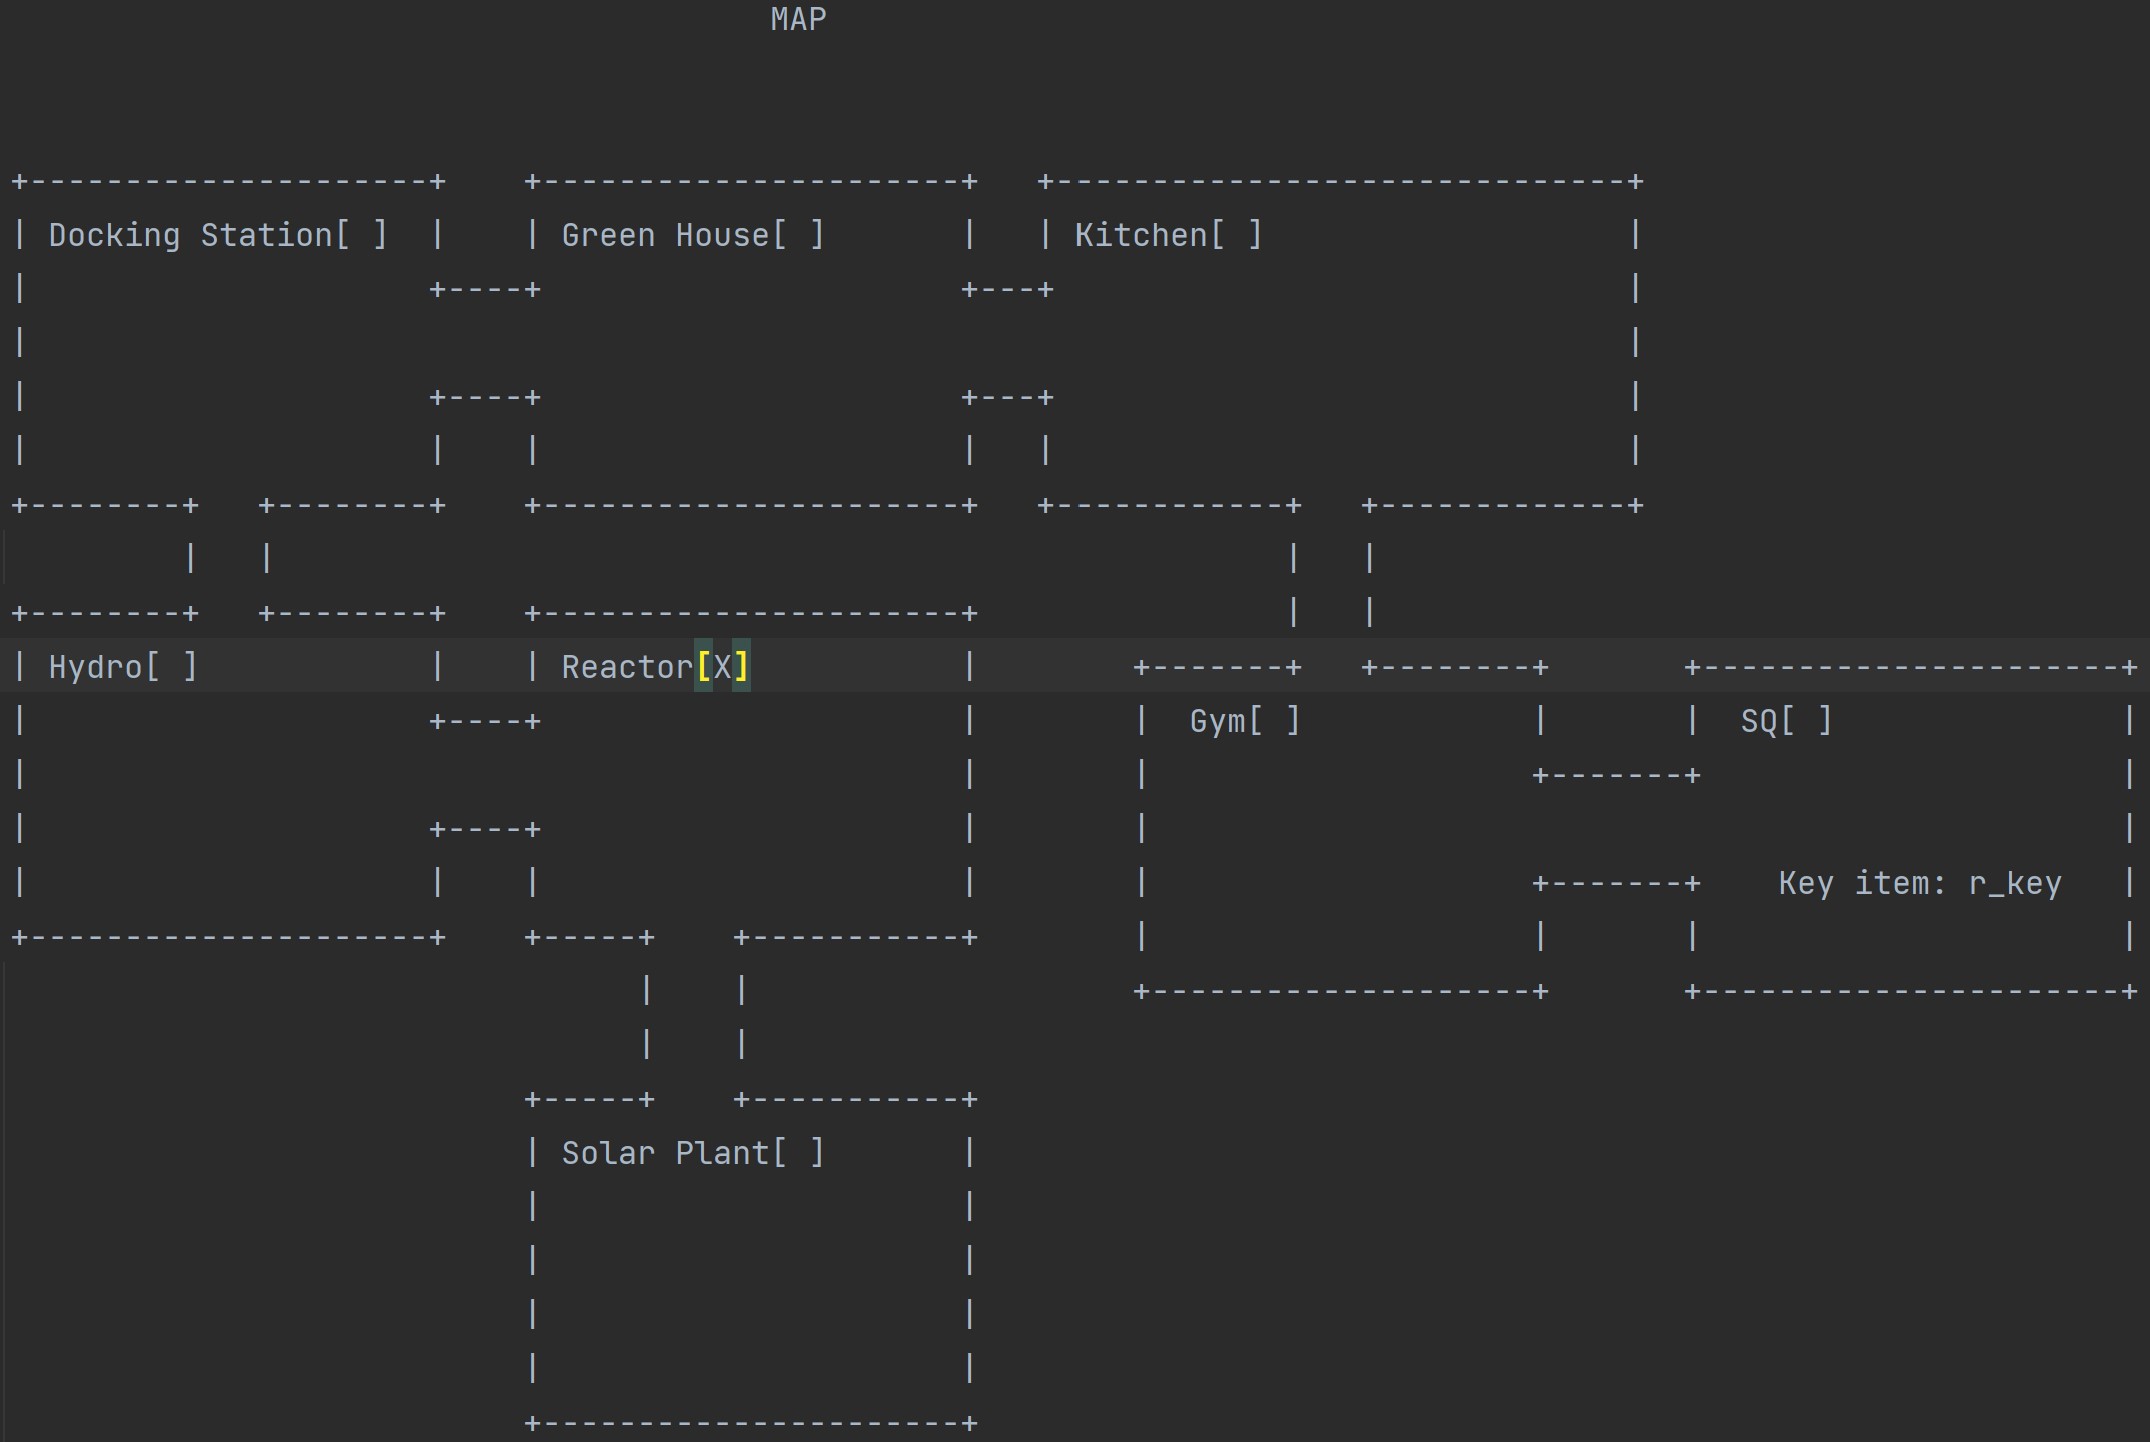 MAP
+---------------------+    +----------------------+   +------------------------------+
| Docking Station[ ]  |    | Green House[ ]       |   | Kitchen[ ]                   |
|                     +----+                      +---+                              |
|                                                                                    |
|                     +----+                      +---+                              |
|                     |    |                      |   |                              |
+--------+   +--------+    +----------------------+   +------------+   +-------------+
         |   |                                                     |   |
+--------+   +--------+    +----------------------+                |   |
| Hydro[ ]            |    | Reactor[X]           |        +-------+   +--------+       +----------------------+
|                     +----+                      |        |  Gym[ ]            |       |  SQ[ ]               |
|                                                 |        |                    +-------+                      |
|                     +----+                      |        |                                                   |
|                     |    |                      |        |                    +-------+    Key item: r_key   |
+---------------------+    +-----+    +-----------+        |                    |       |                      |
                                 |    |                    +--------------------+       +----------------------+
                                 |    |
                           +-----+    +-----------+
                           | Solar Plant[ ]       |
                           |                      |
                           |                      |
                           |                      |
                           |                      |
                           +----------------------+